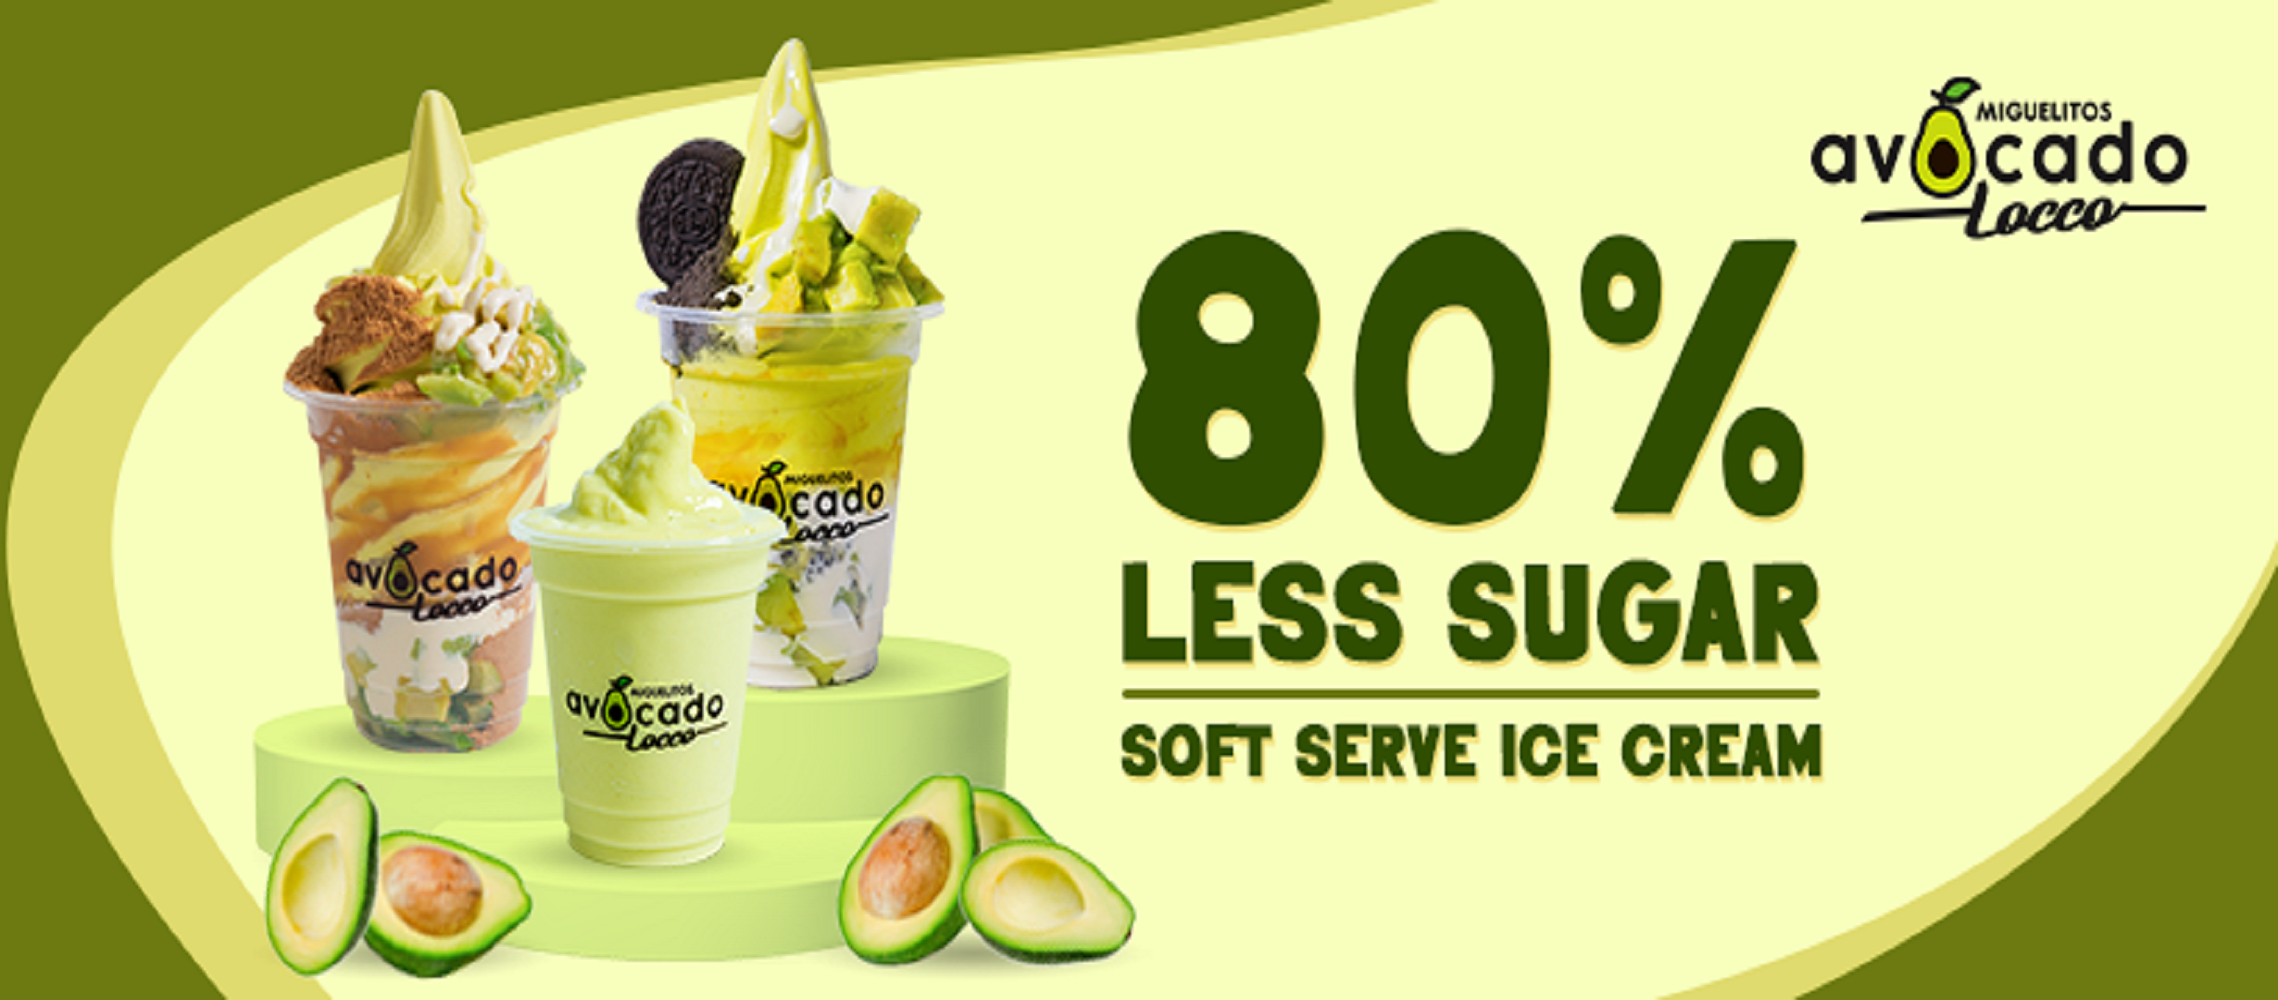 MIGUELITOS
avocado
Locco
80%
LESS SUGAR
SOFT SERVE ICE CREAM
avocado
Locco
MIGUELITOS
avocado
Locco
MIGUELITOS
avocado
Locco